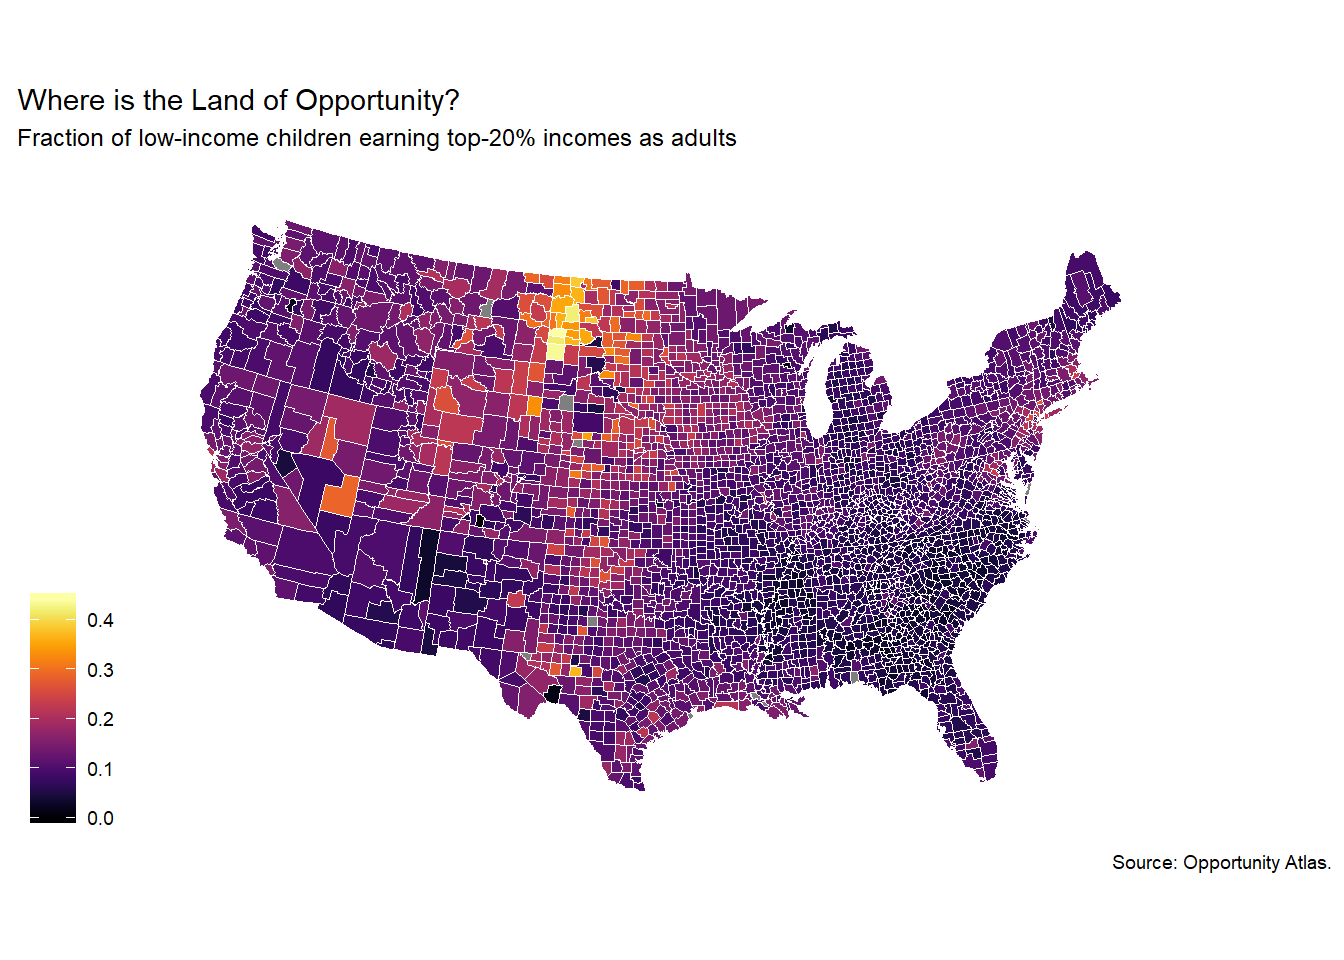 Where is the Land of Opportunity?
Fraction of low-income children earning top-20% incomes as adults
0.4
0.3
0.2
0.1
0.0
Source: Opportunity Atlas.